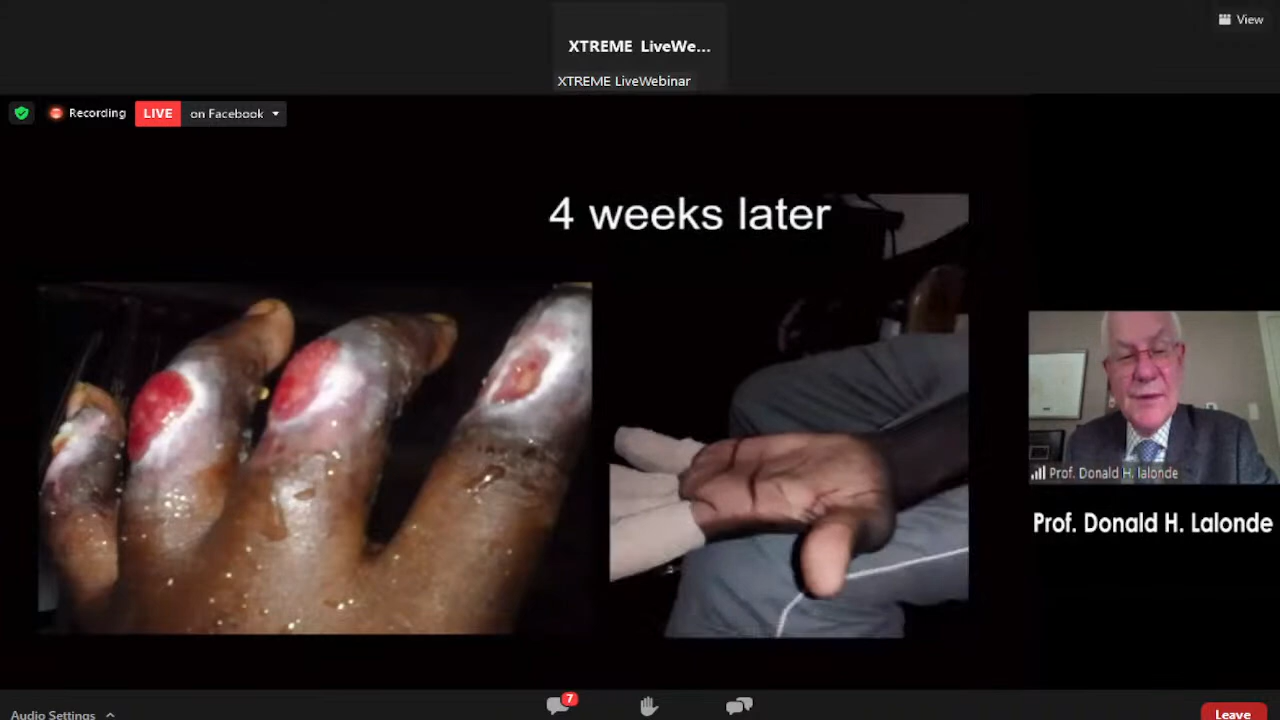 XTREME LiveWe...
XTREME LiveWebinar
View
Recording
LIVE
on Facebook
4 weeks later
Prof. Donald H. lalonde
Prof. Donald H. Lalonde
Audio Settings
7
Leave